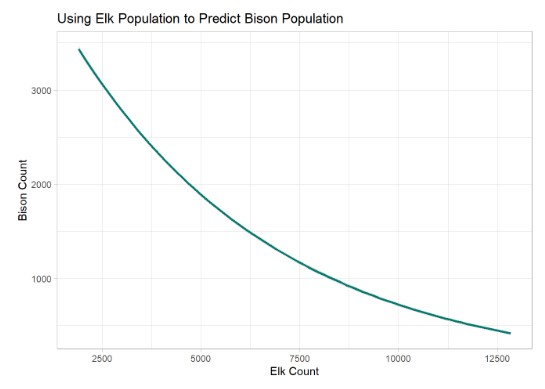 Using Elk Population to Predict Bison Population
3000
2000
1000
Bison Count
2500 5000 7500 10000 12500
Elk Count